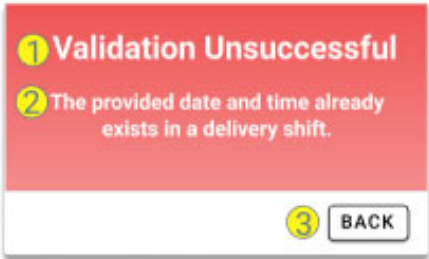 1 Validation Unsuccessful
2 The provided date and time already
exists in a delivery shift.
3 BACK